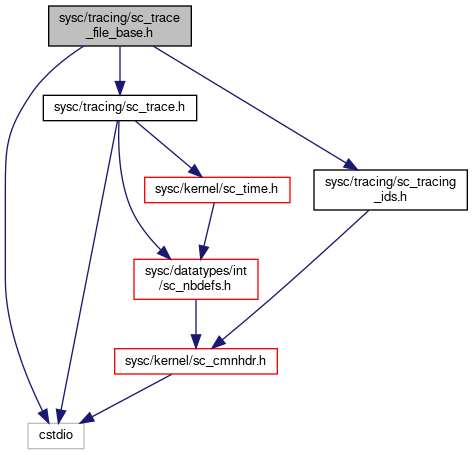 sysc/tracing/sc_trace
_file_base.h
sysc/tracing/sc_trace.h
sysc/kernel/sc_time.h
sysc/tracing/sc_tracing
_ids.h
sysc/datatypes/int
/sc_nbdefs.h
sysc/kernel/sc_cmnhdr.h
cstdio